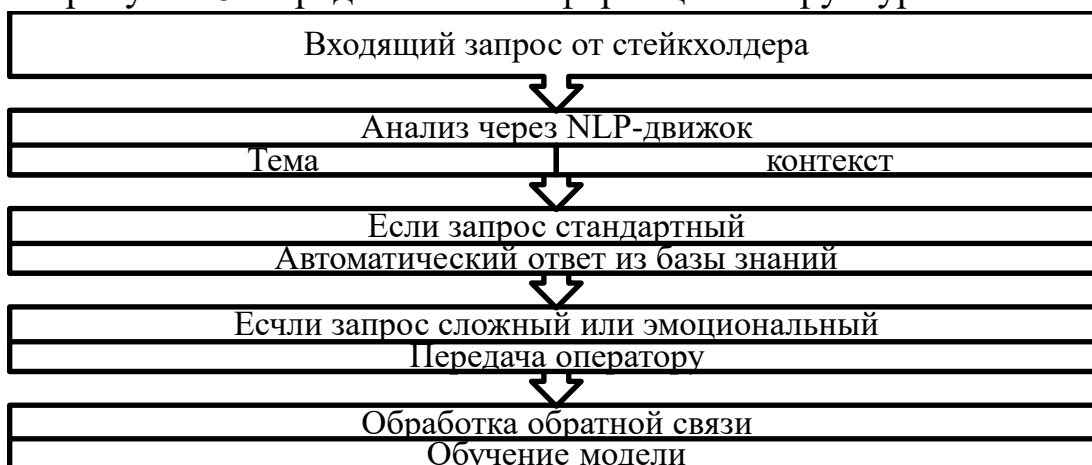 Входящий запрос от стейкхолдера
Анализ через NLP-движок
Тема контекст
Если запрос стандартный
Автоматический ответ из базы знаний
Есчли запрос сложный или эмоциональный
Передача оператору
Обработка обратной связи
Обучение модели